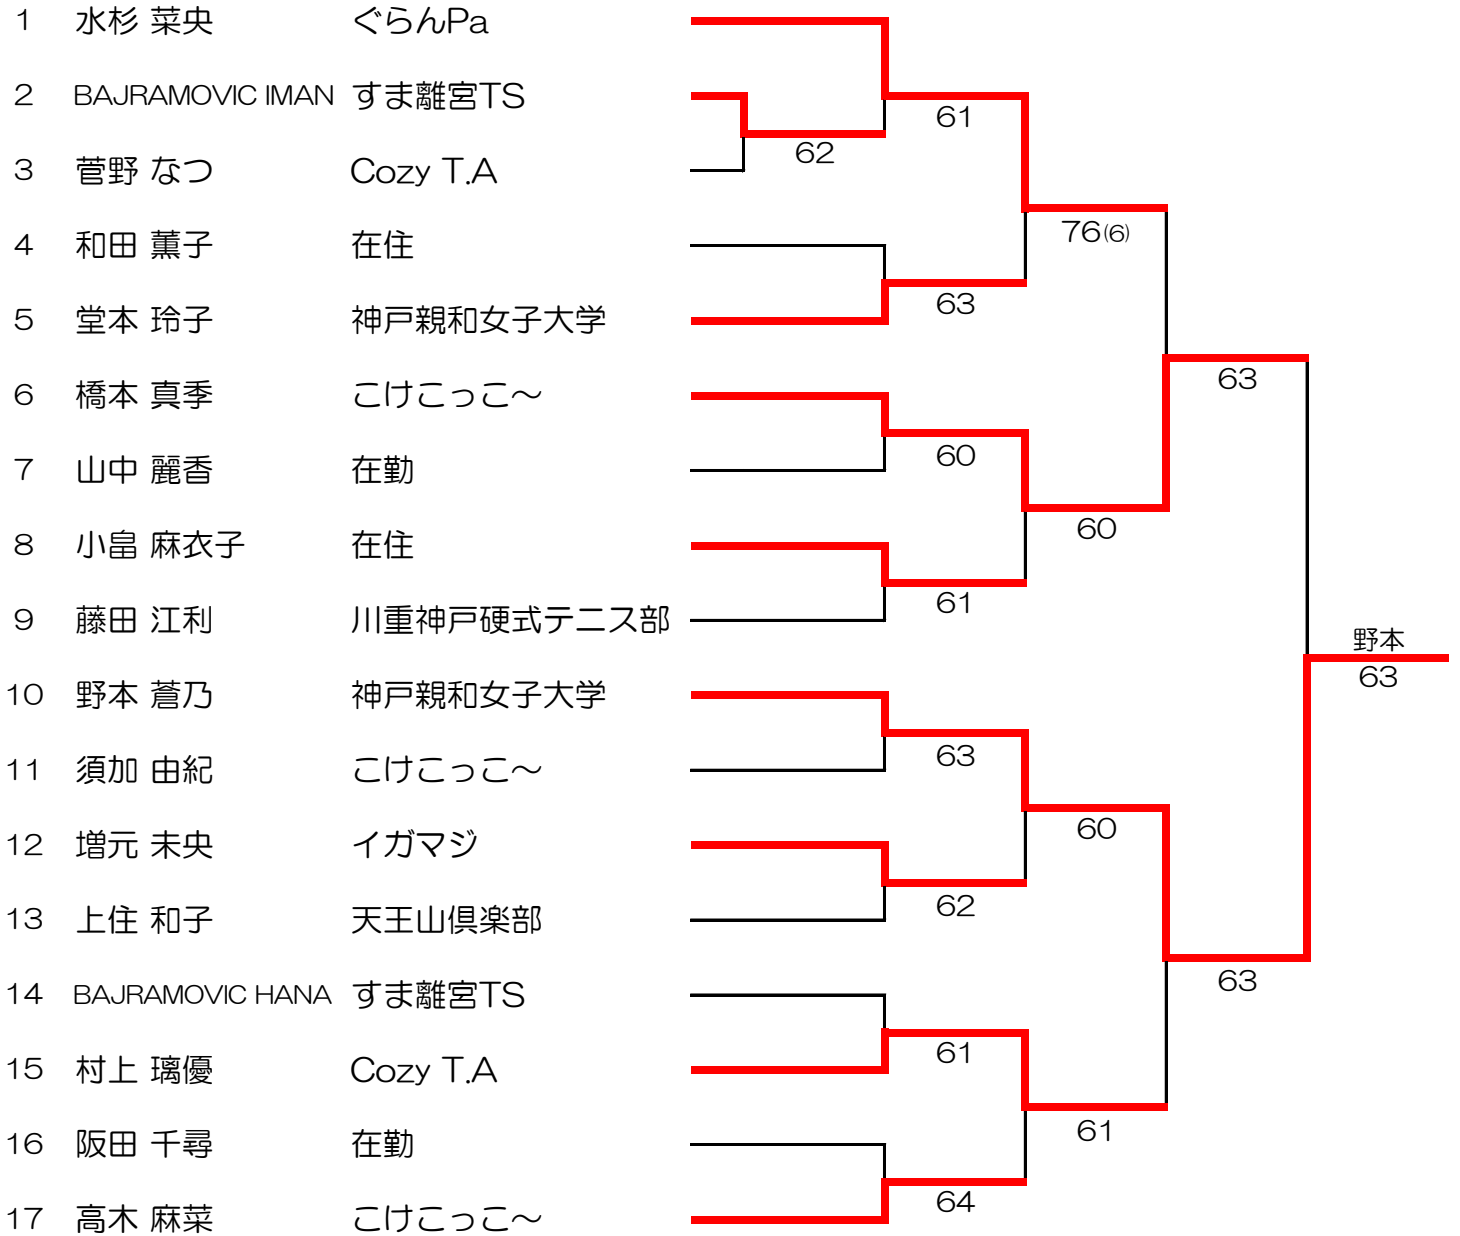 1 水杉 菜央 ぐらんPa
2 BAJRAMOVIC IMAN すま離宮TS
61
62
3 菅野 なつ Cozy T.A
76(6)
4 和田 薫子 在住
63
5 堂本 玲子 神戸親和女子大学
63
6 橋本 真季 こけこっこ～
60
7 山中 麗香 在勤
60
8 小畠 麻衣子 在住
61
9 藤田 江利 川重神戸硬式テニス部
野本
63
10 野本 蒼乃 神戸親和女子大学
63
11 須加 由紀 こけこっこ～
60
12 増元 未央 イガマジ
62
13 上住 和子 天王山倶楽部
63
14 BAJRAMOVIC HANA すま離宮TS
61
15 村上 璃優 Cozy T.A
61
16 阪田 千尋 在勤
64
17 高木 麻菜 こけこっこ～